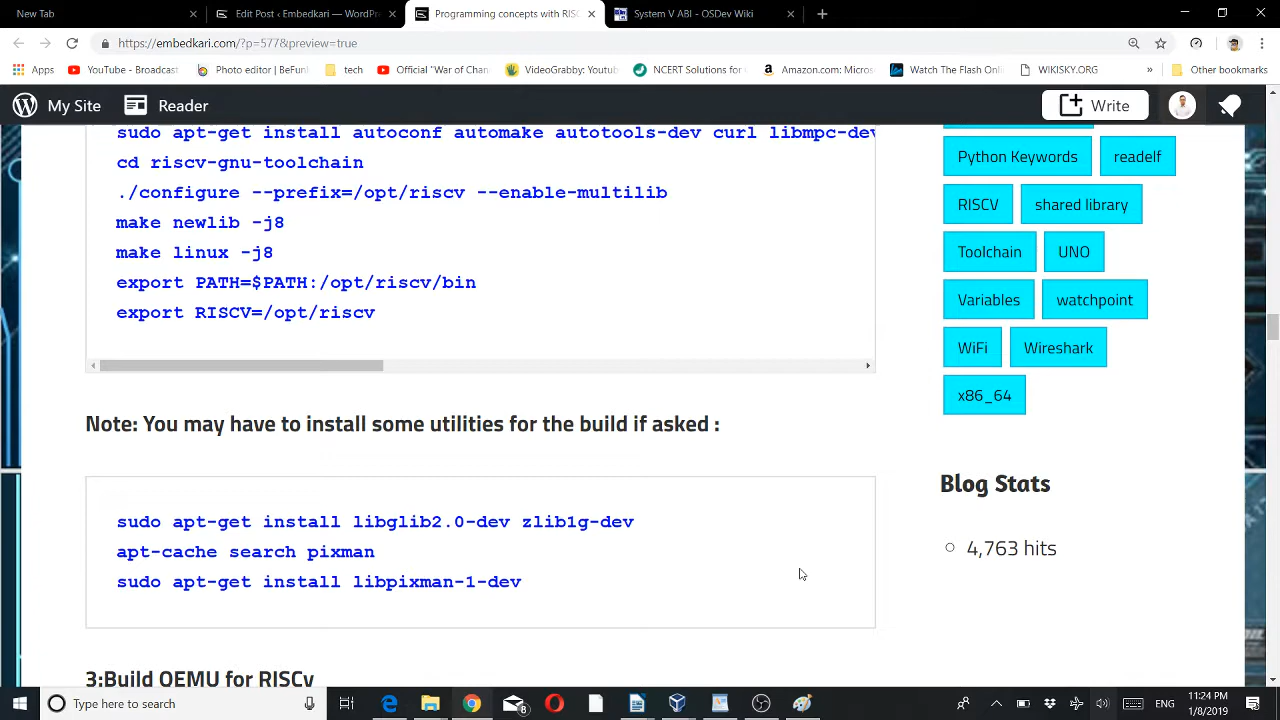 New Tab
Edit Post ‹ Embedkari — WordPr
Programming concepts with RISC
System V ABI - OSDev Wiki
https://embedkari.com/?p=577&preview=true
Apps
YouTube - Broadcast
Photo editor | BeFun
tech
Official "War of Chan
VideoGrabby: Youtub
NCERT Solutions for
Amazon.com: Micros
Watch The Flash Onli
WIKISKY.ORG
»
Other bookmarks
My Site
Reader
Write
sudo apt-get install autoconf automake autotools-dev curl libmpc-dev
cd riscv-gnu-toolchain
./configure --prefix=/opt/riscv --enable-multilib
make newlib -j8
make linux -j8
export PATH=$PATH:/opt/riscv/bin
export RISCV=/opt/riscv
Note: You may have to install some utilities for the build if asked :
sudo apt-get install libglib2.0-dev zlib1g-dev
apt-cache search pixman
sudo apt-get install libpixman-1-dev
3:Build QEMU for RISCv
Python Keywords
readelf
RISCV
shared library
Toolchain
UNO
Variables
watchpoint
WiFi
Wireshark
x86_64
Blog Stats
4,763 hits
Type here to search
8
ENG
11:24 PM
1/8/2019